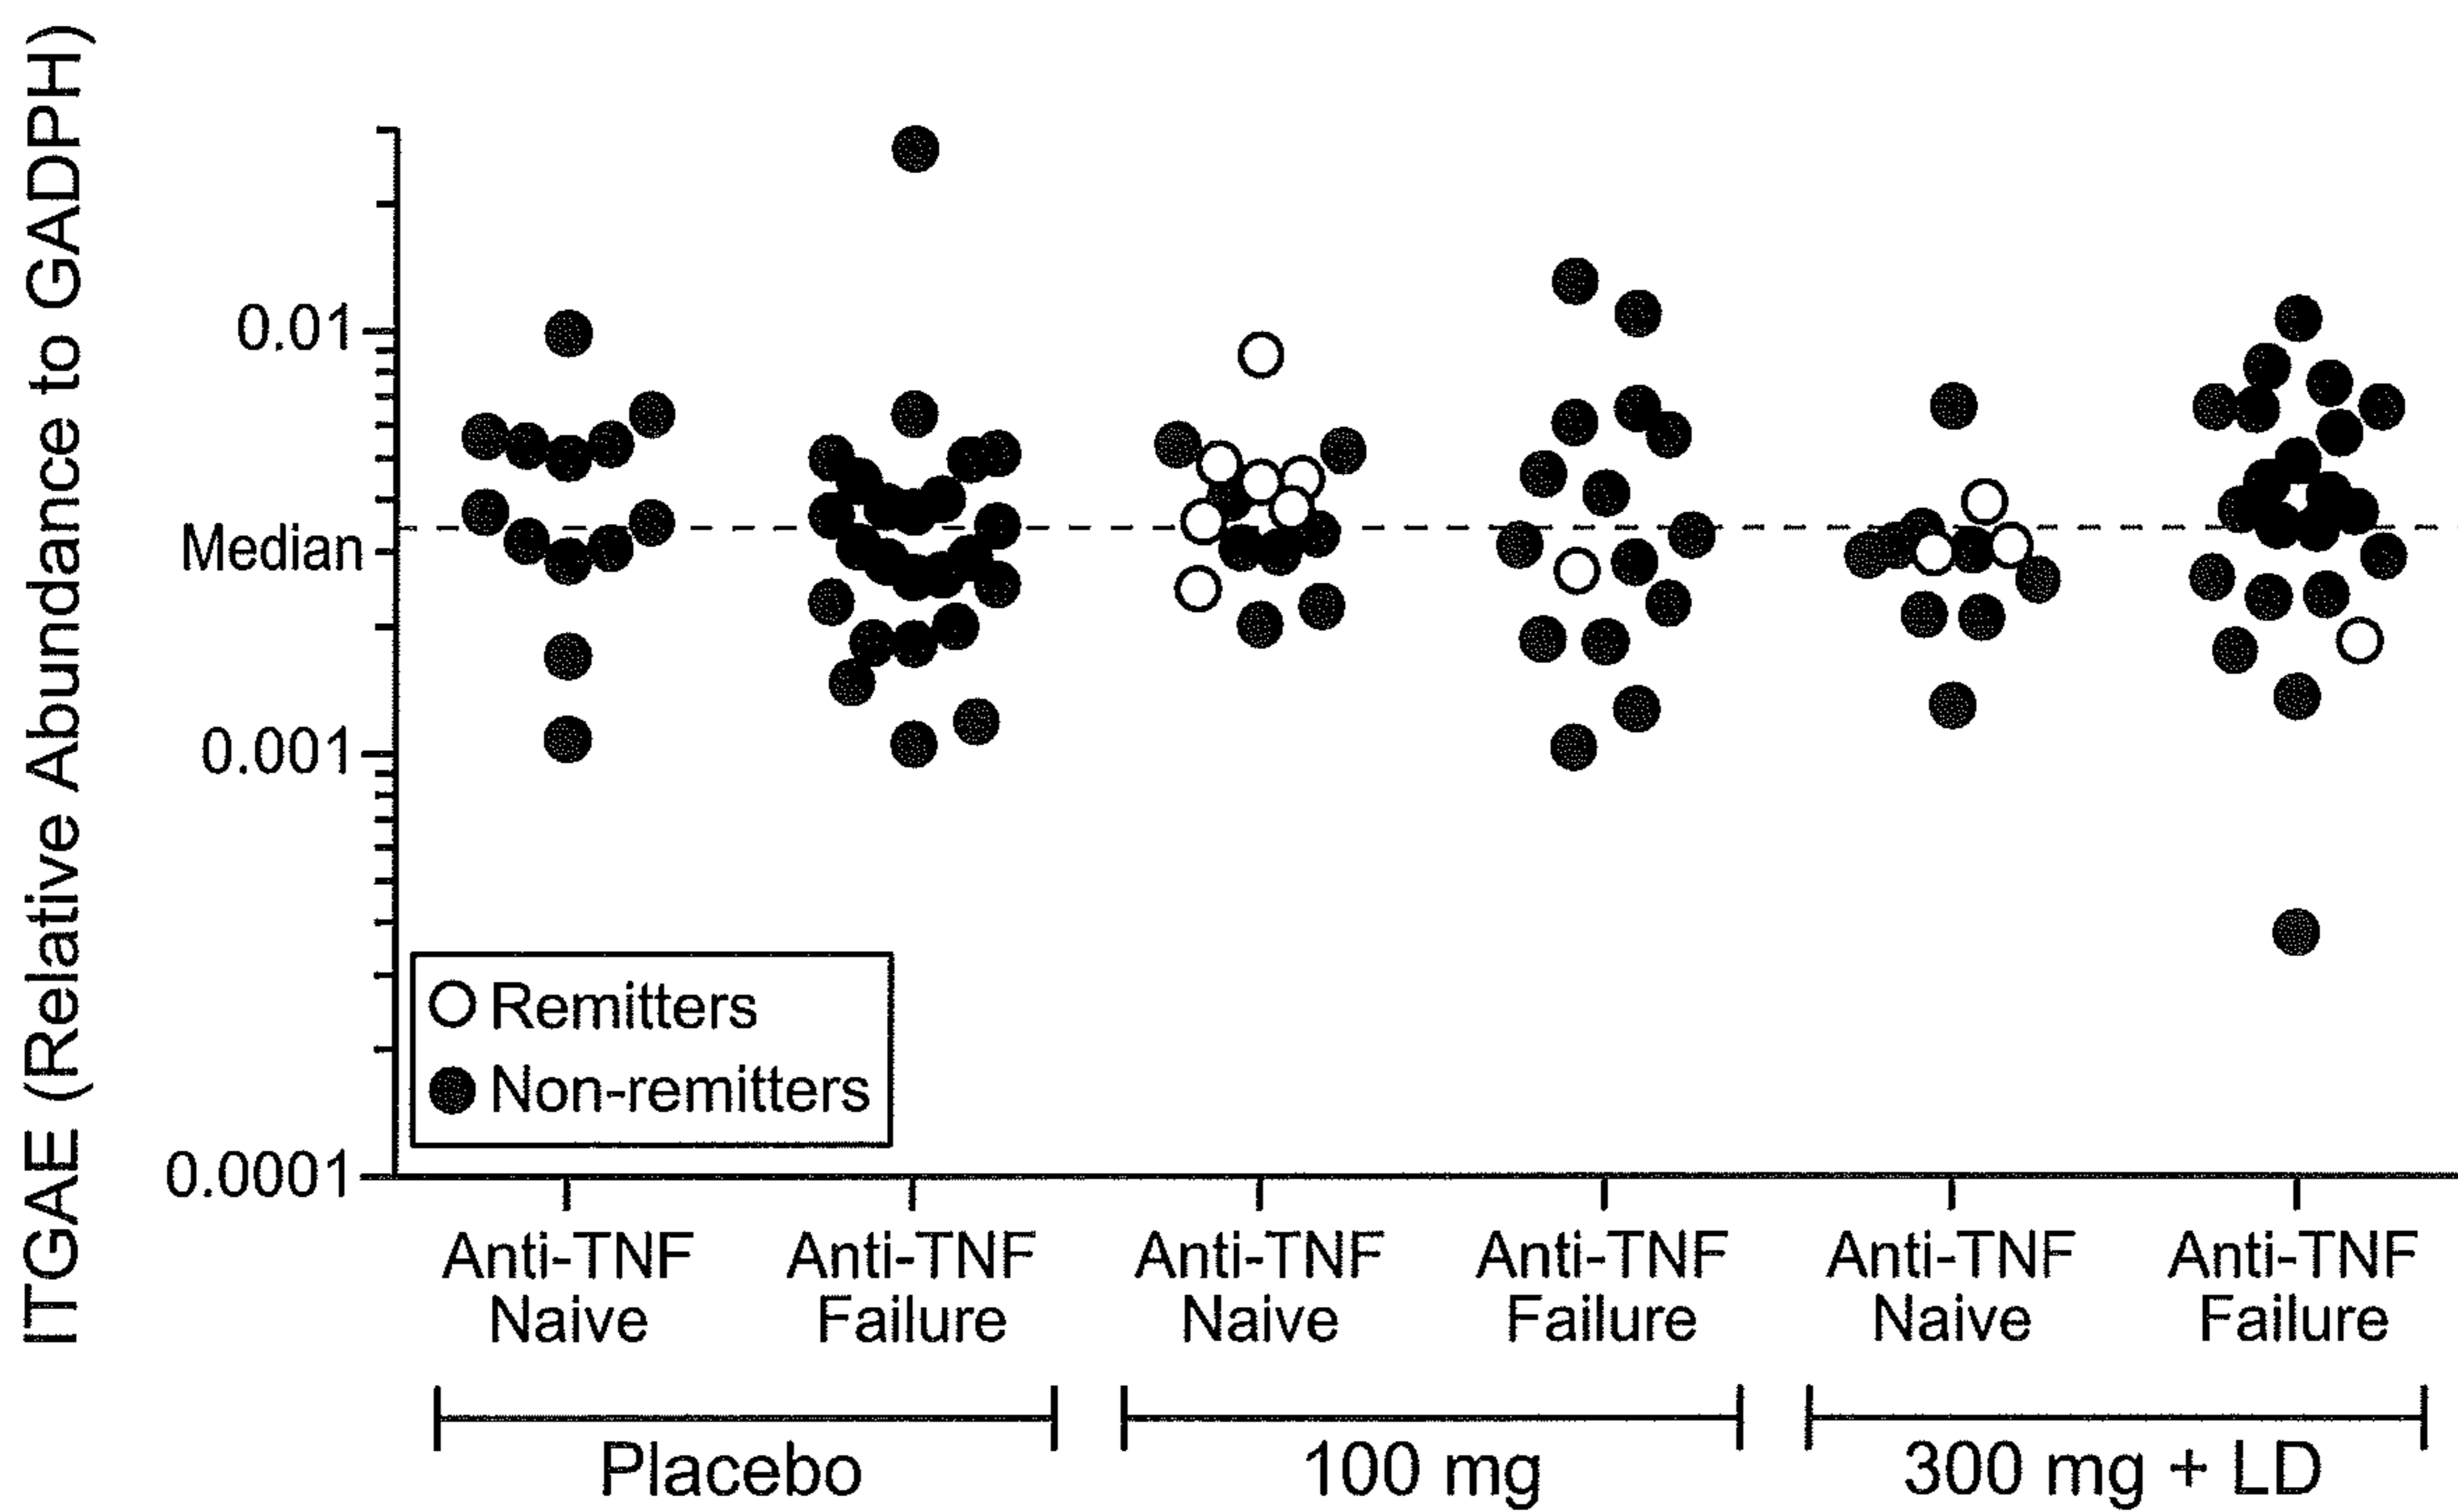 ITGAE (Relative Abundance to GADPH)
0.01
Median
0.001
0.0001
Remitters
Non-remitters
Anti-TNF
Naive
Anti-TNF
Failure
Anti-TNF
Naive
Anti-TNF
Failure
Anti-TNF
Naive
Anti-TNF
Failure
Placebo
100 mg
300 mg + LD